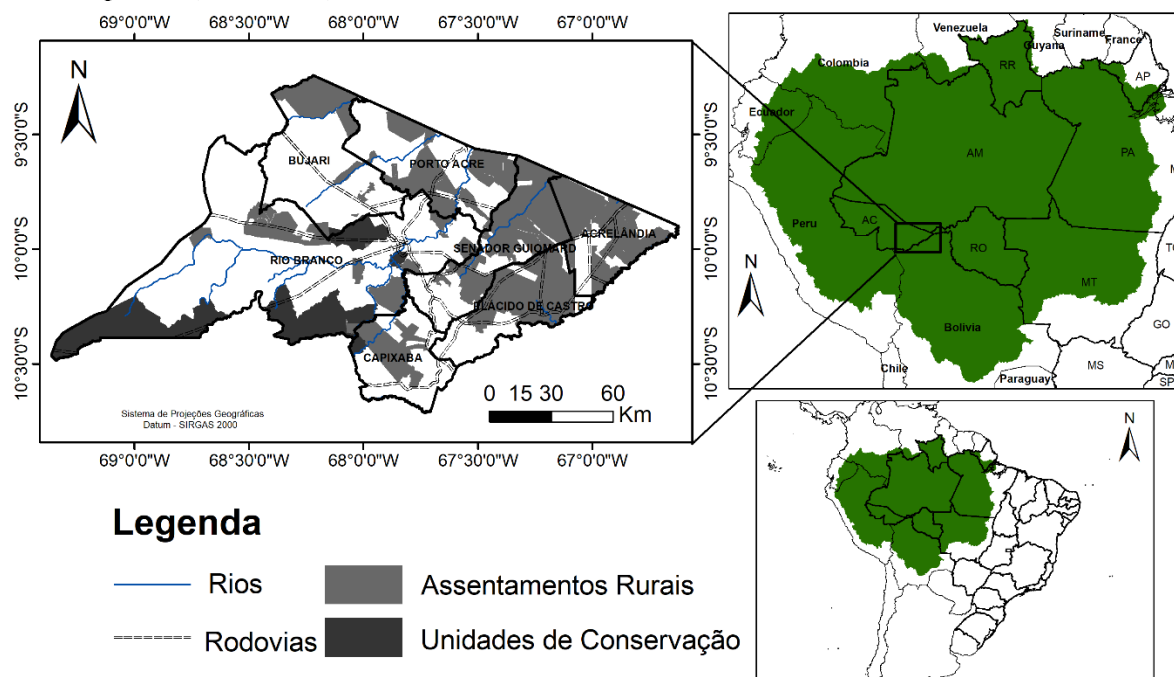 69°0'0"W 68°30'0"W 68°0'0"W 67°30'0"W 67°0'0"W
N
9°30'0"S
10°0'0"S
10°30'0"S
9°30'0"S
10°0'0"S
10°30'0"S
BUJARI
PORTO ACRE
RIO BRANCO
SENADOR GUIOMARD
ACRELÂNDIA
PLÁCIDO DE CASTRO
CAPIXABA
0 15 30 60
Km
Sistema de Projeções Geográficas
Datum - SIRGAS 2000
69°0'0"W 68°30'0"W 68°0'0"W 67°30'0"W 67°0'0"W
Venezuela
Suriname
Guyana
France
Colombia
RR
AP
Ecuador
AM
PA
M
Peru
AC
RO
TO
N
MT
Bolivia
GO
Chile
Paraguay
MS
M
SP
N
Legenda
Rios
Assentamentos Rurais
Rodovias
Unidades de Conservação